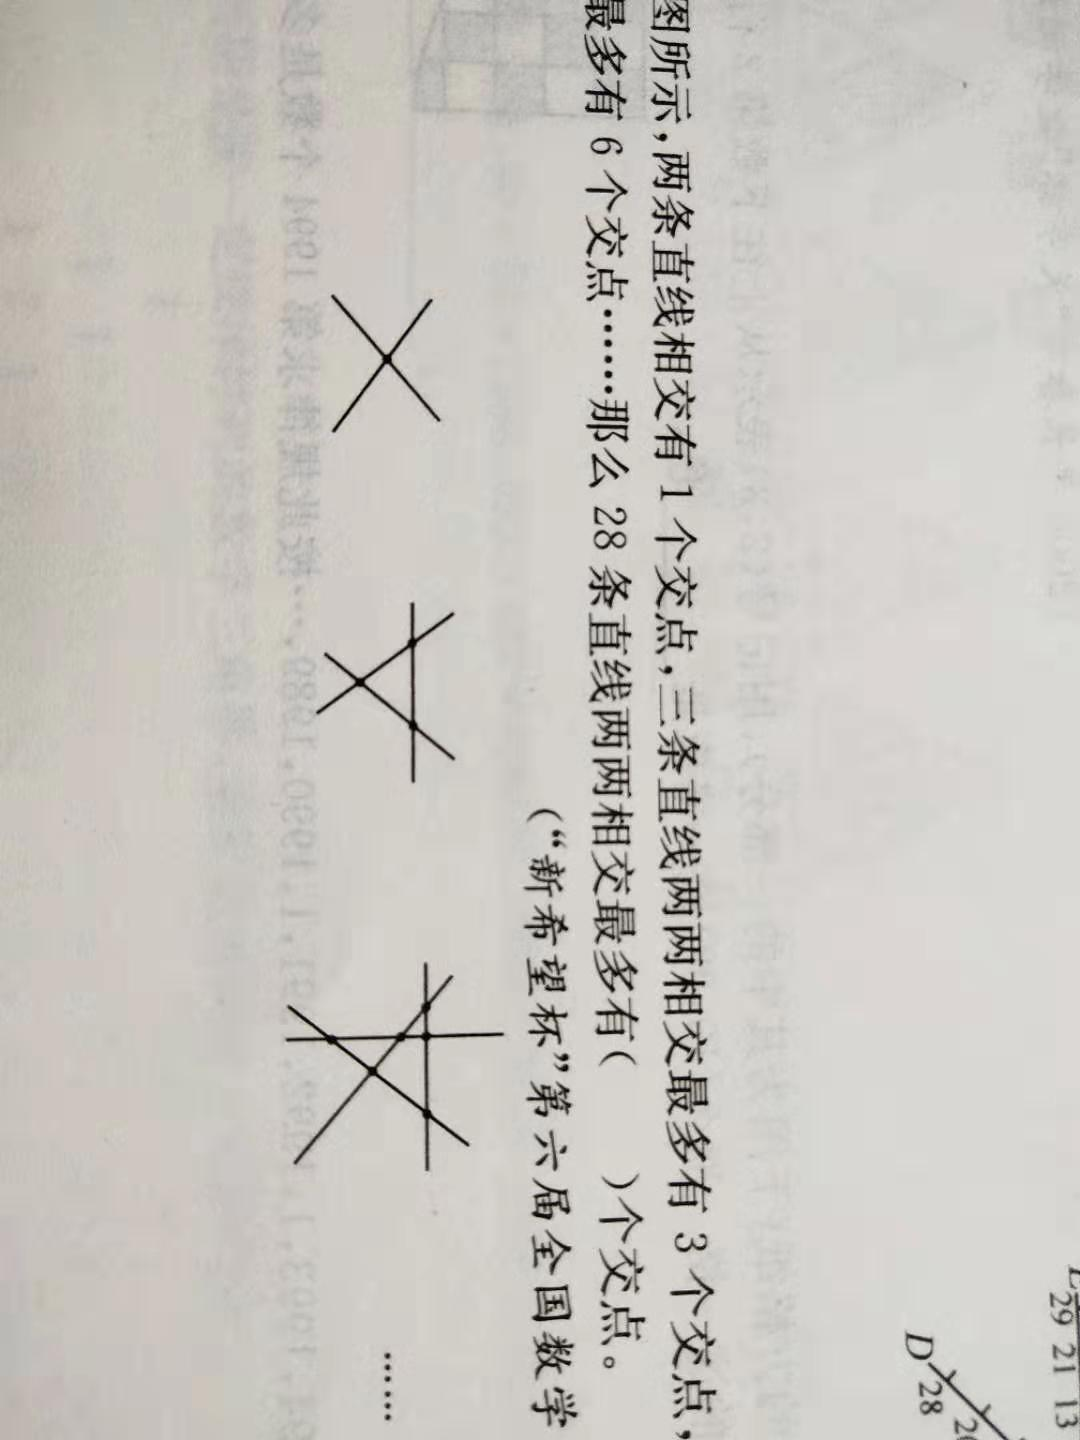 图所示,两条直线相交有1个交点,三条直线两两相交最多有3个交点,
最多有6个交点……那么28条直线两两相交最多有( )个交点。
(“新希望杯”第六届全国数学
……
29 21 13
D 28